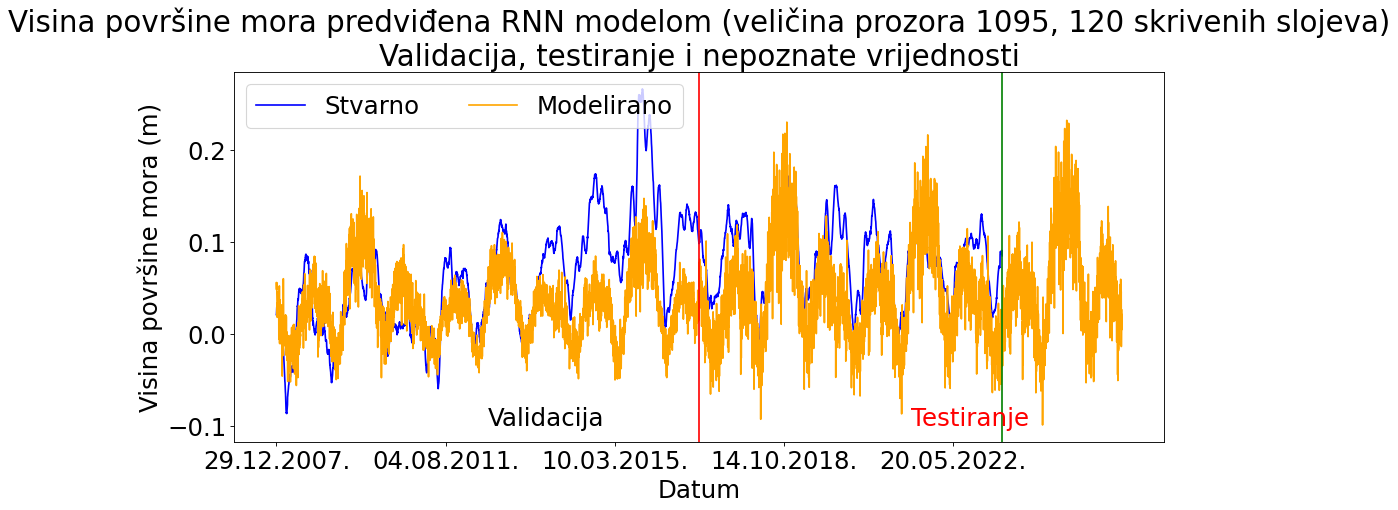 Visina površine mora predviđena RNN modelom (veličina prozora 1095, 120 skrivenih slojeva)
Validacija, testiranje i nepoznate vrijednosti
Stvarno
Modelirano
Visina površine mora (m)
0.2
0.1
0.0
−0.1
Validacija
Testiranje
29.12.2007.
04.08.2011.
10.03.2015.
14.10.2018.
20.05.2022.
Datum